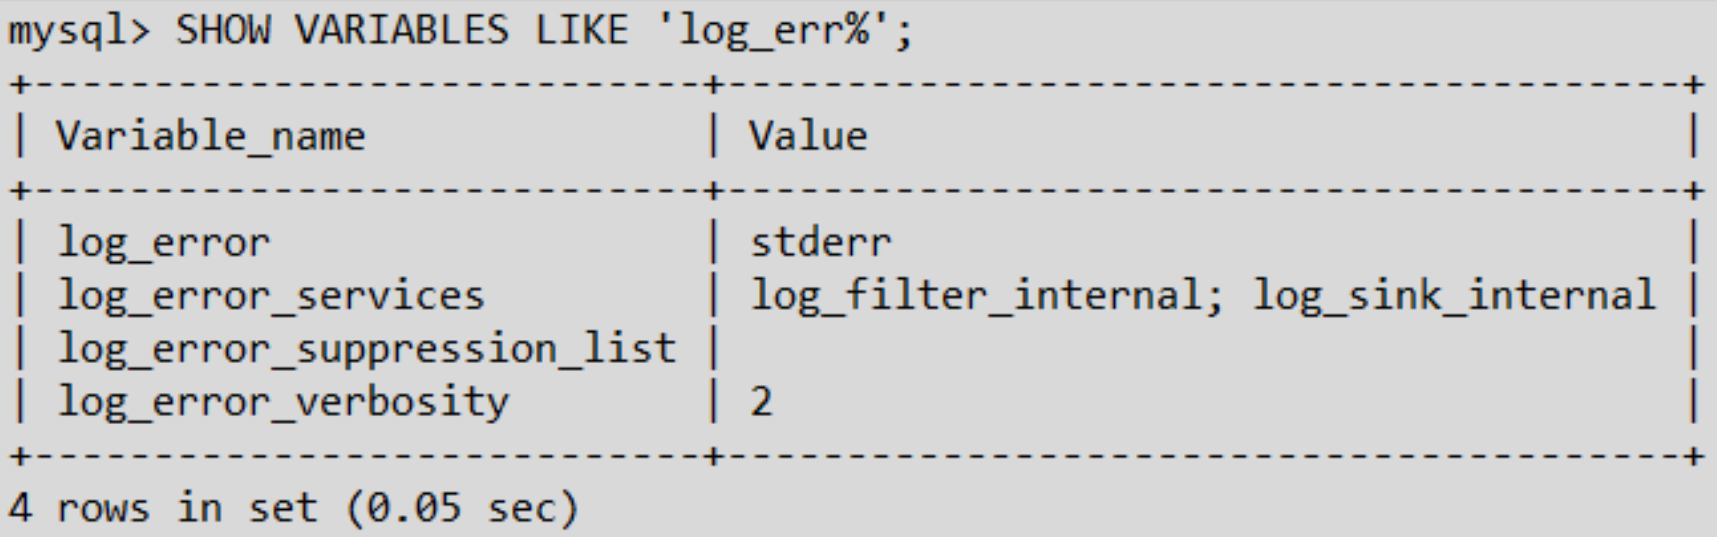 mysql> SHOW VARIABLES LIKE 'log_err%';
+----------------------------+----------------------------------------+
| Variable_name              | Value                                  |
+----------------------------+----------------------------------------+
| log_error                  | stderr                                 |
| log_error_services         | log_filter_internal; log_sink_internal |
| log_error_suppression_list |                                        |
| log_error_verbosity        | 2                                      |
+----------------------------+----------------------------------------+
4 rows in set (0.05 sec)